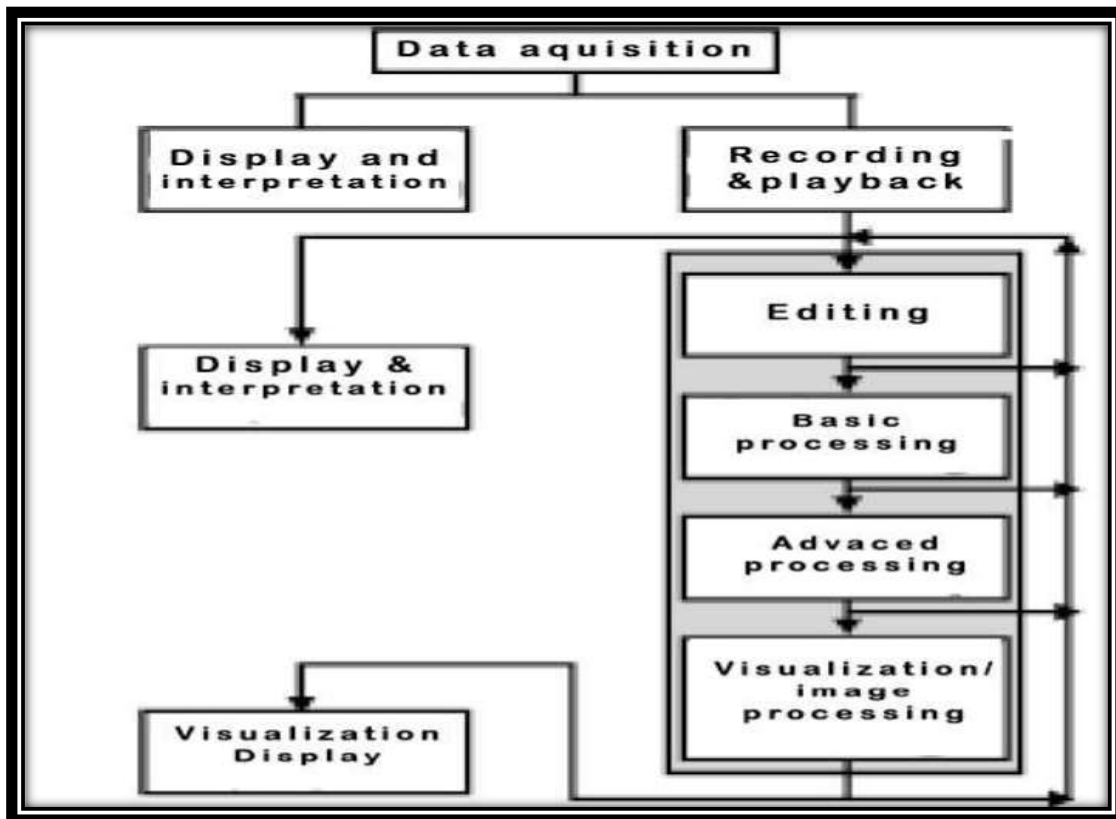 Data aquisition
Display and
interpretation
Recording
&playback
Editing
Display &
interpretation
Basic
processing
Advaced
processing
Visualization/
image
processing
Visualization
Display